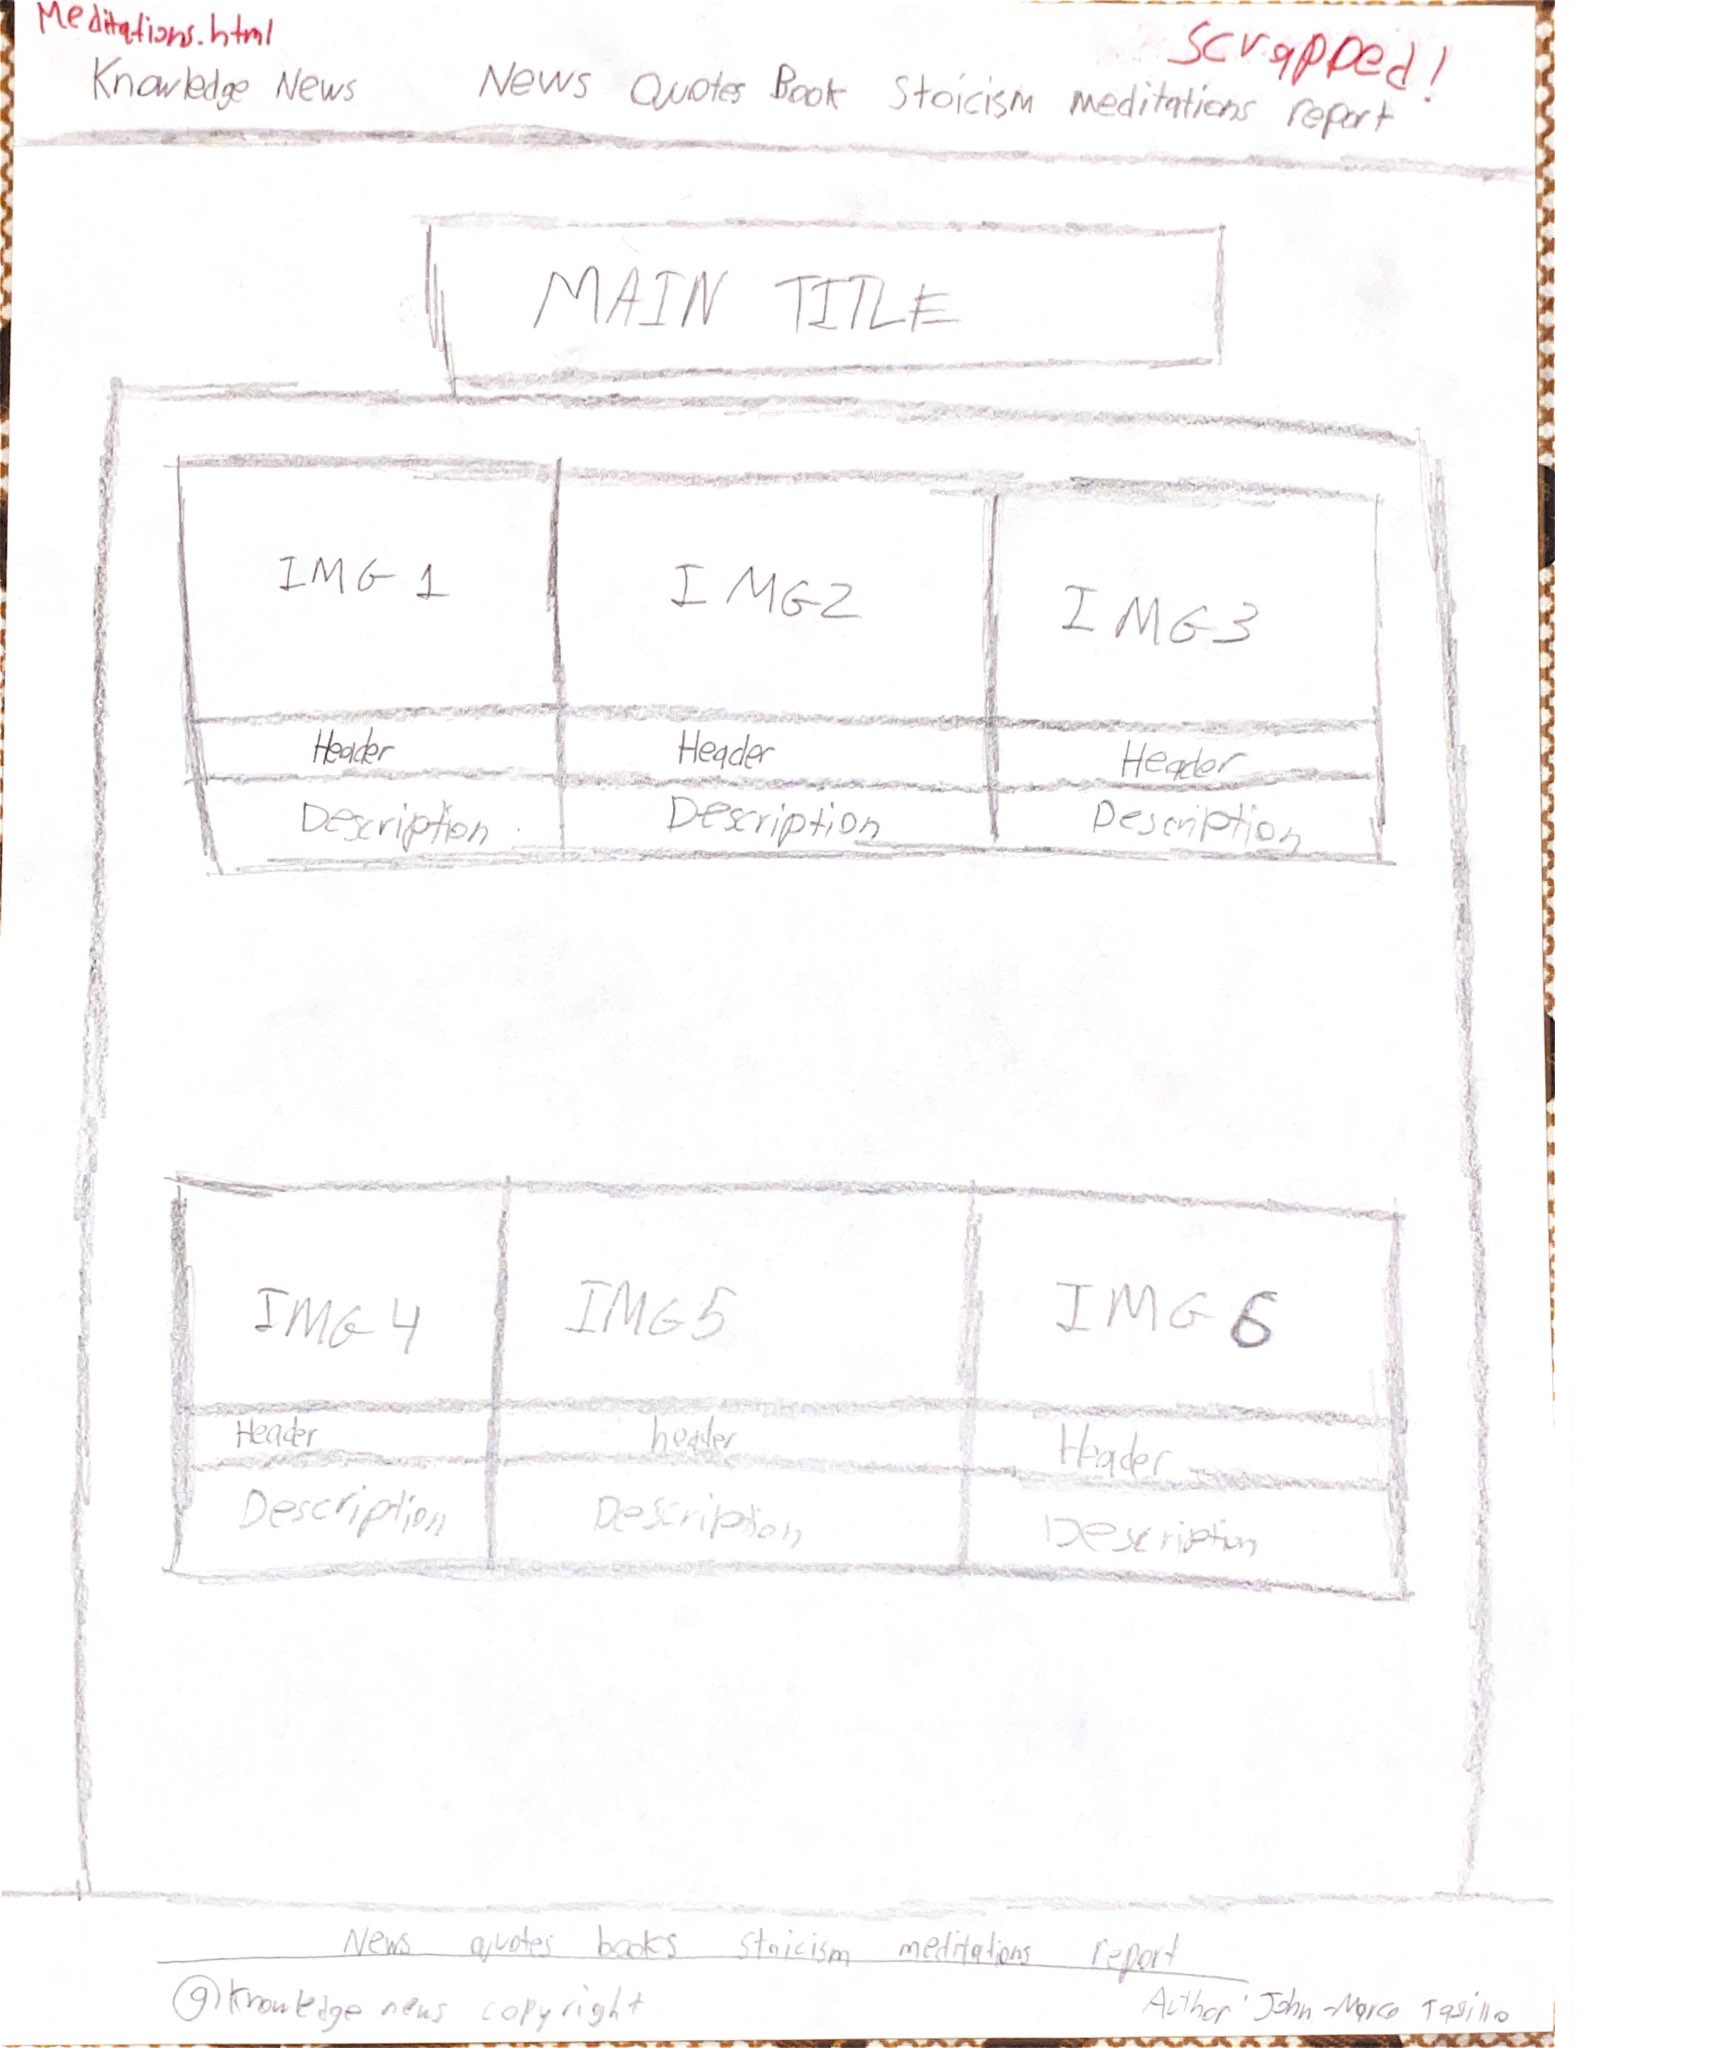 Meditations.html
Scrapped!
Knowledge News News Quotes Book Stoicism meditations report
MAIN TITLE
IMG 1 IMG2 IMG3
Header Header Header
Description Description Description
IMG 4 IMG5 IMG 6
Header header Header
Description Description Description
News quotes books stoicism meditations report
Knowledge news copyright
Author: John-Marco